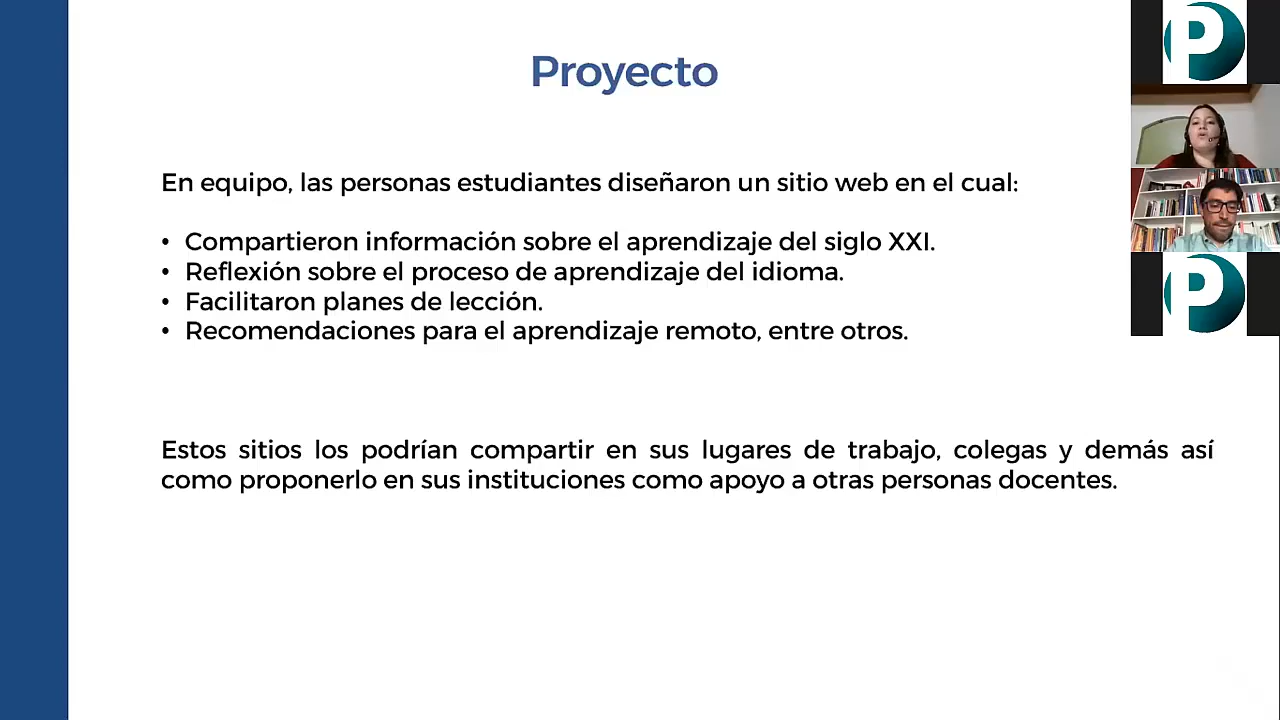 Proyecto
En equipo, las personas estudiantes diseñaron un sitio web en el cual:
• Compartieron información sobre el aprendizaje del siglo XXI.
• Reflexión sobre el proceso de aprendizaje del idioma.
• Facilitaron planes de lección.
• Recomendaciones para el aprendizaje remoto, entre otros.
Estos sitios los podrían compartir en sus lugares de trabajo, colegas y demás así
como proponerlo en sus instituciones como apoyo a otras personas docentes.
P
P